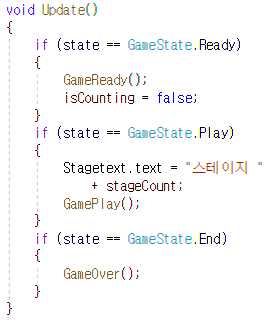 void Update()
{
if (state == GameState.Ready)
{
GameReady();
isCounting = false;
}
if (state == GameState.Play)
{
Stagetext.text = "스테이지 "
+ stageCount;
GamePlay();
}
if (state == GameState.End)
{
GameOver();
}
}